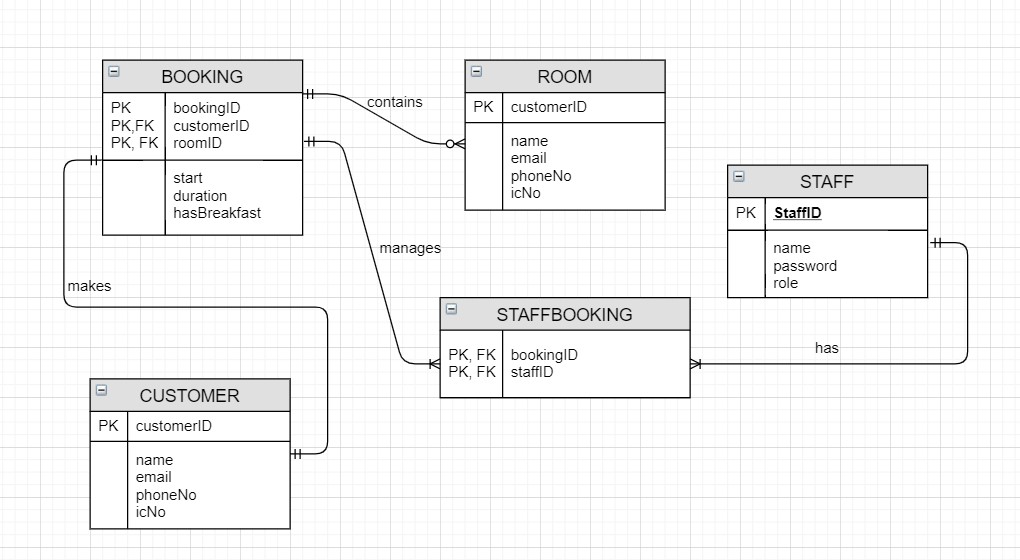 BOOKING
PK bookingID
PK,FK customerID
PK, FK roomID
start
duration
hasBreakfast
contains
ROOM
PK customerID
name
email
phoneNo
icNo
STAFF
PK StaffID
name
password
role
manages
makes
STAFFBOOKING
PK, FK bookingID
PK, FK staffID
has
CUSTOMER
PK customerID
name
email
phoneNo
icNo